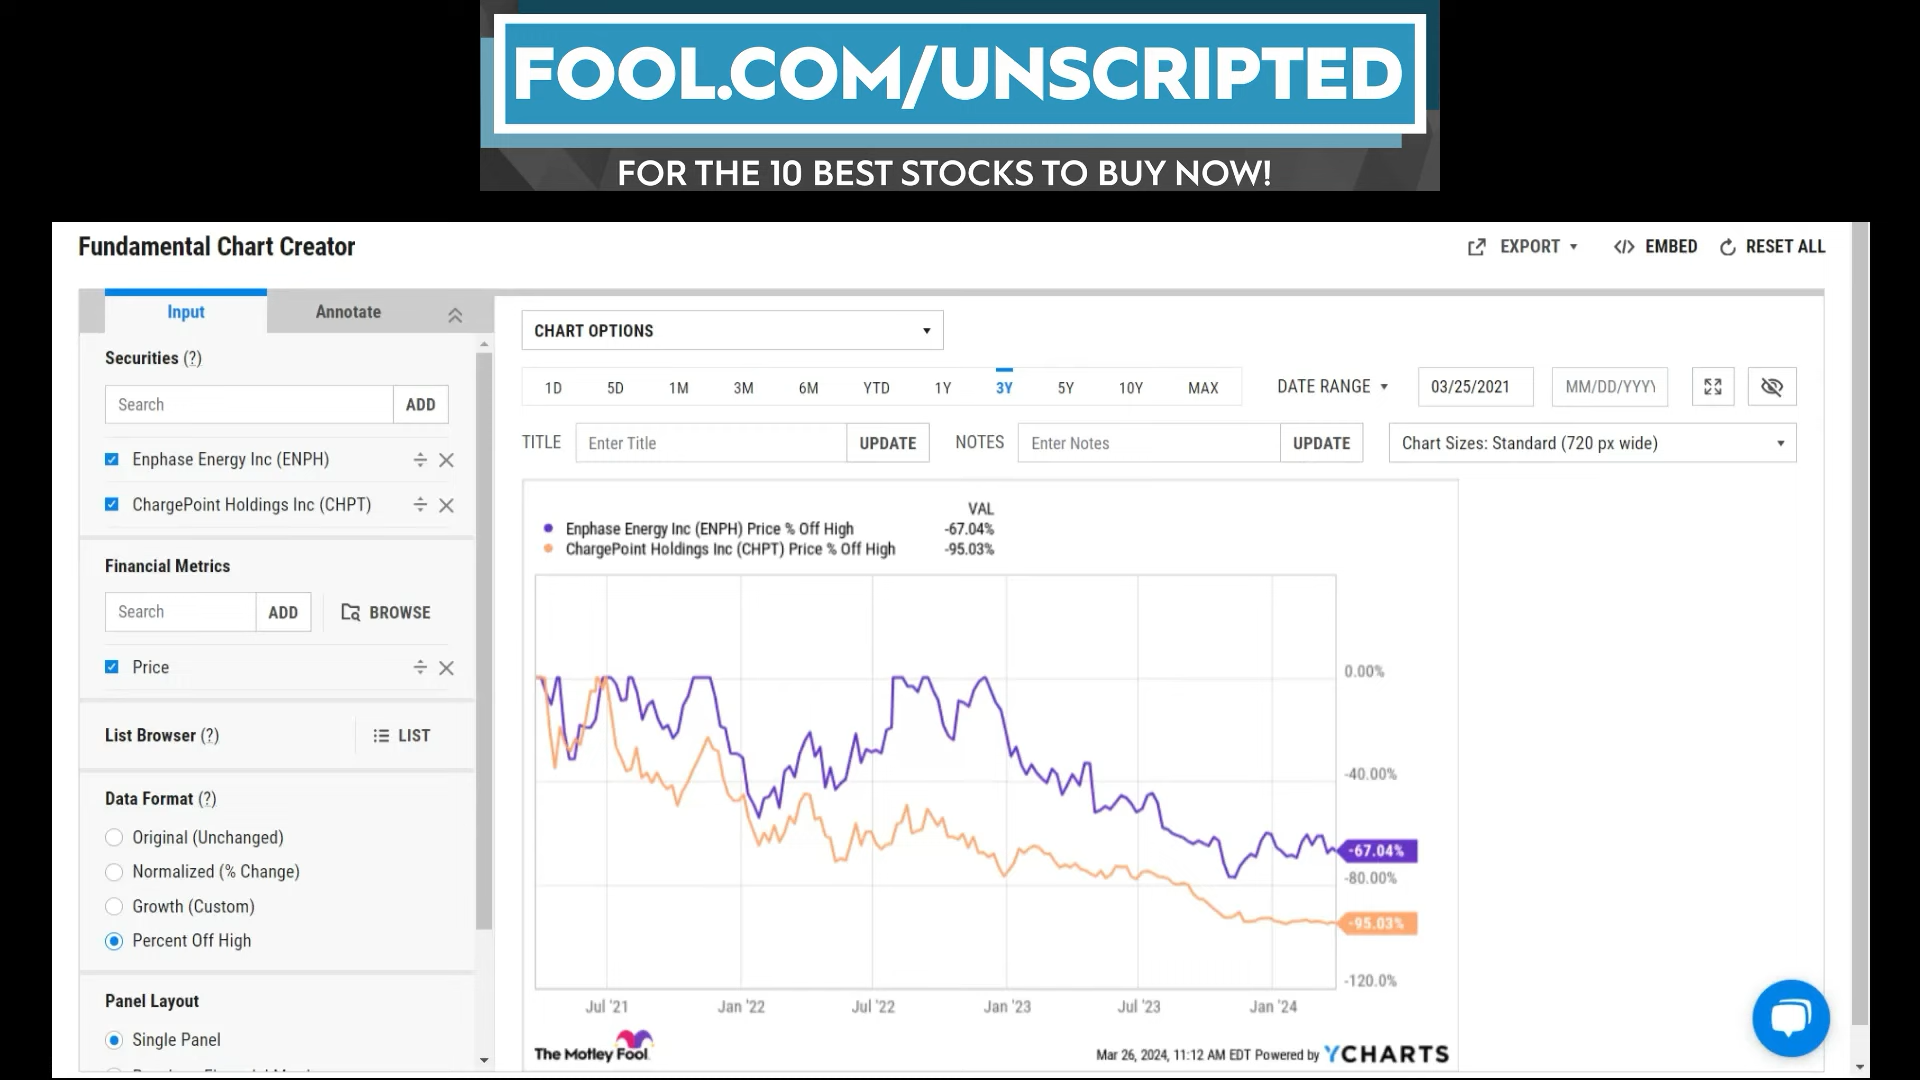 FOOL.COM/UNSCRIPTED
FOR THE 10 BEST STOCKS TO BUY NOW!
Fundamental Chart Creator
EXPORT
</> EMBED
RESET ALL
Input
Annotate
Securities (?)
Search
ADD
Enphase Energy Inc (ENPH)
ChargePoint Holdings Inc (CHPT)
Financial Metrics
Search
ADD
BROWSE
Price
List Browser (?)
LIST
Data Format (?)
Original (Unchanged)
Normalized (% Change)
Growth (Custom)
Percent Off High
Panel Layout
Single Panel
CHART OPTIONS
1D 5D 1M 3M 6M YTD 1Y 3Y 5Y 10Y MAX
DATE RANGE
03/25/2021
MM/DD/YYYY
TITLE
Enter Title
UPDATE
NOTES
Enter Notes
UPDATE
Chart Sizes: Standard (720 px wide)
VAL
Enphase Energy Inc (ENPH) Price % Off High -67.04%
ChargePoint Holdings Inc (CHPT) Price % Off High -95.03%
0.00%
-40.00%
-67.04%
-80.00%
-95.03%
-120.0%
Jul '21 Jan '22 Jul '22 Jan '23 Jul '23 Jan '24
The Motley Fool
Mar 26, 2024, 11:12 AM EDT Powered by YCHARTS